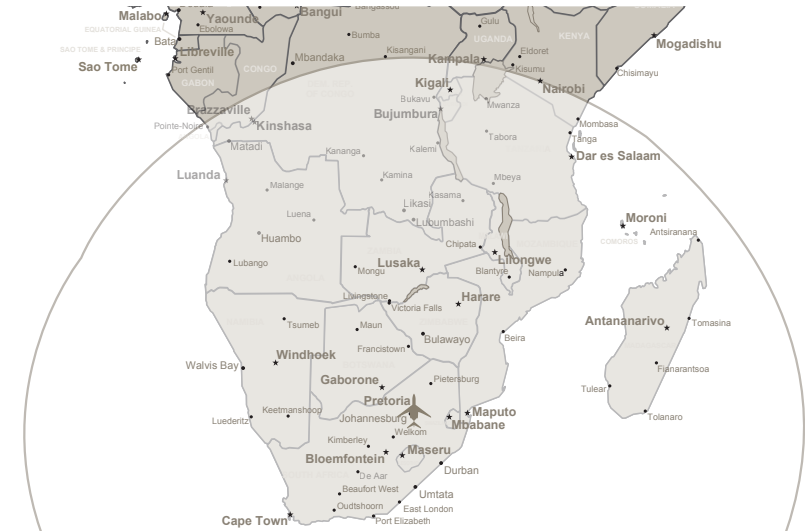 Bangui
Bangassou
Malabo
Yaounde
Ebolowa
Gulu
EQUATORIAL GUINEA
Bata
Bumba
UGANDA
KENYA
Mogadishu
SAO TOME & PRINCIPE
Libreville
Kisangani
Eldoret
Sao Tome
Mbandaka
Kampala
Kisumu
Port Gentil
CONGO
Chisimayu
GABON
Kigali
Nairobi
Bukavu
Mwanza
Brazzaville
Bujumbura
Pointe-Noire
Kinshasa
Mombasa
Tabora
Tanga
Matadi
Kananga
Kalemi
Dar es Salaam
Luanda
Kamina
Mbeya
Malange
Kasama
Likasi
Luena
Lubumbashi
Moroni
Antsiranana
Huambo
Chipata
COMOROS
Lubango
Lusaka
Lilongwe
Mongu
Blantyre
Nampula
Livingstone
Harare
Victoria Falls
Tsumeb
Maun
Antananarivo
Tomasina
Bulawayo
Beira
Francistown
Windhoek
Walvis Bay
Fianarantsoa
Gaborone
Pietersburg
Tulear
Pretoria
Keetmanshoop
Maputo
Luederitz
Johannesburg
Mbabane
Tolanaro
Welkom
Kimberley
Maseru
Bloemfontein
Durban
De Aar
Beaufort West
Umtata
Oudtshoorn
East London
Cape Town
Port Elizabeth